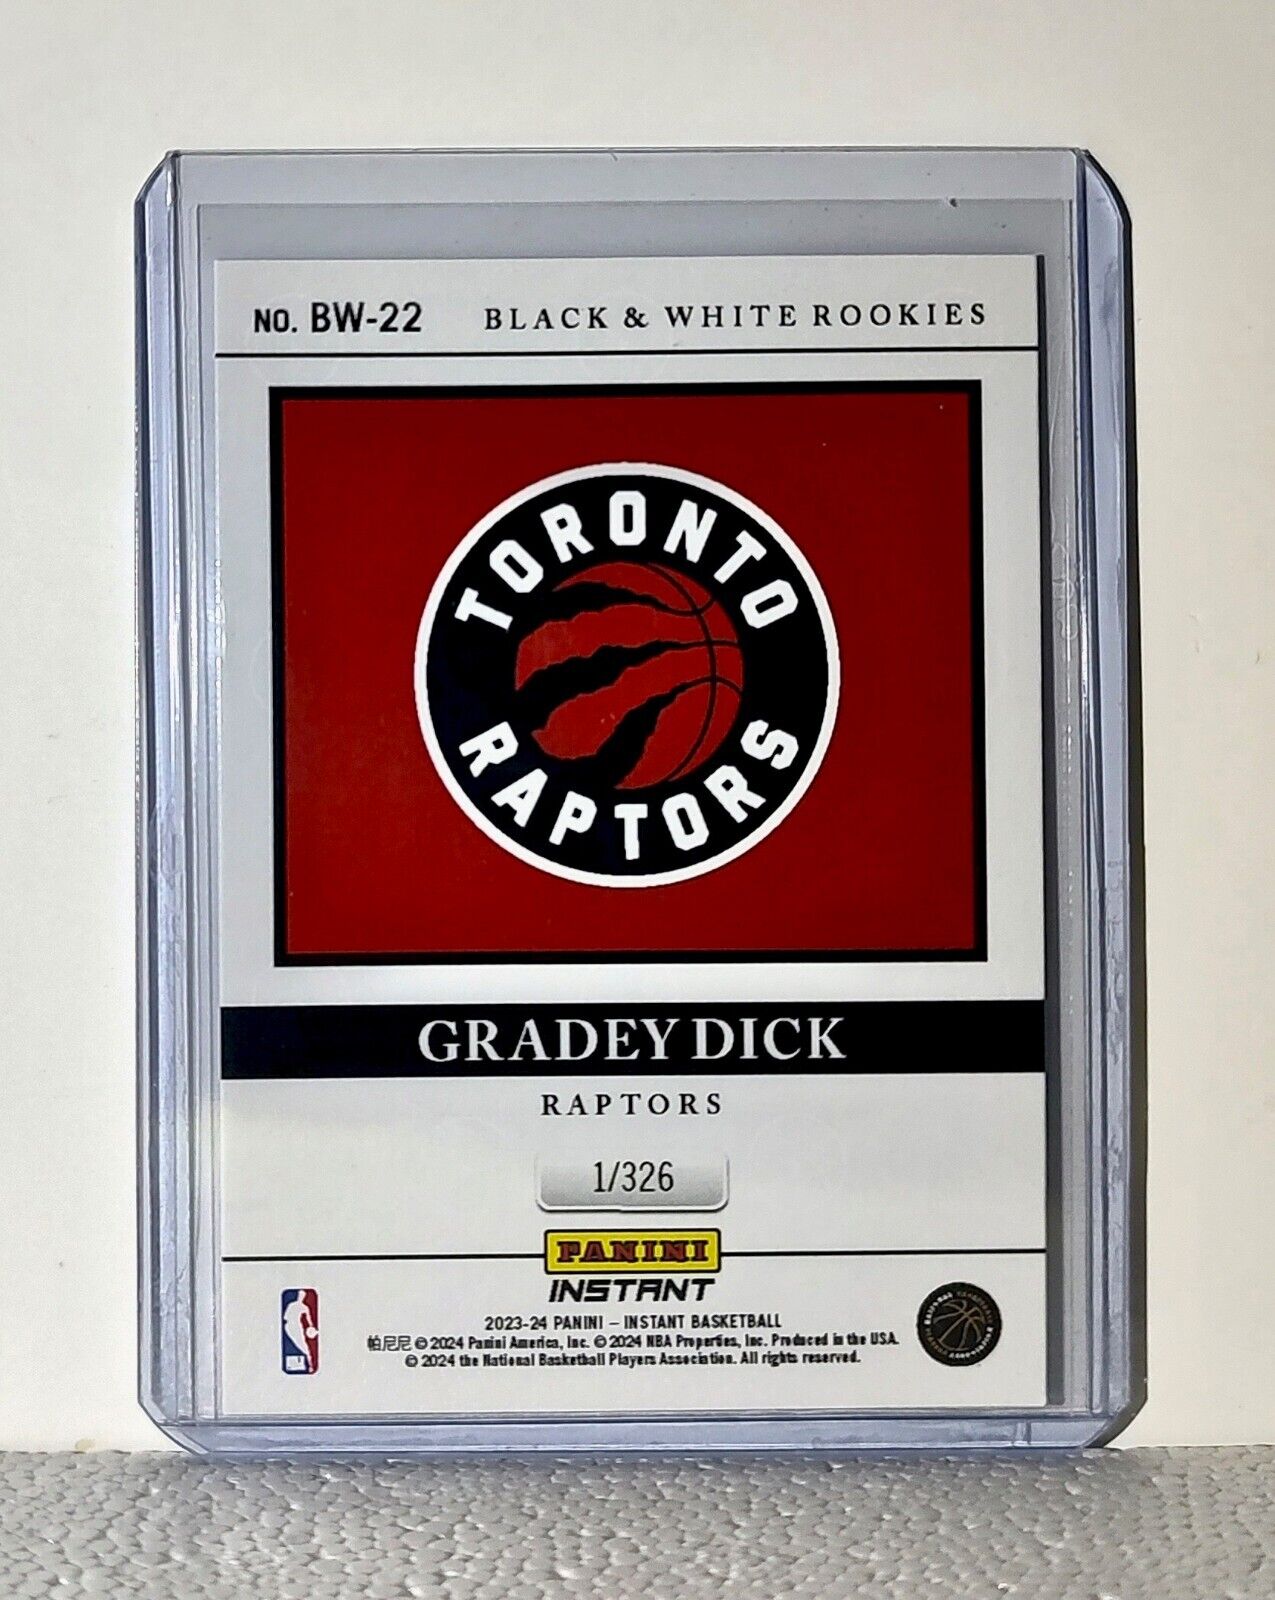 NO. BW-22 BLACK & WHITE ROOKIES
TORONTO
RAPTORS
GRADEY DICK
RAPTORS
1/326
PANINI
INSTANT
2023-24 PANINI – INSTANT BASKETBALL
帕尼尼 © 2024 Panini America, Inc. © 2024 NBA Properties, Inc. Produced in the USA.
© 2024 the National Basketball Players Association. All rights reserved.
NBA